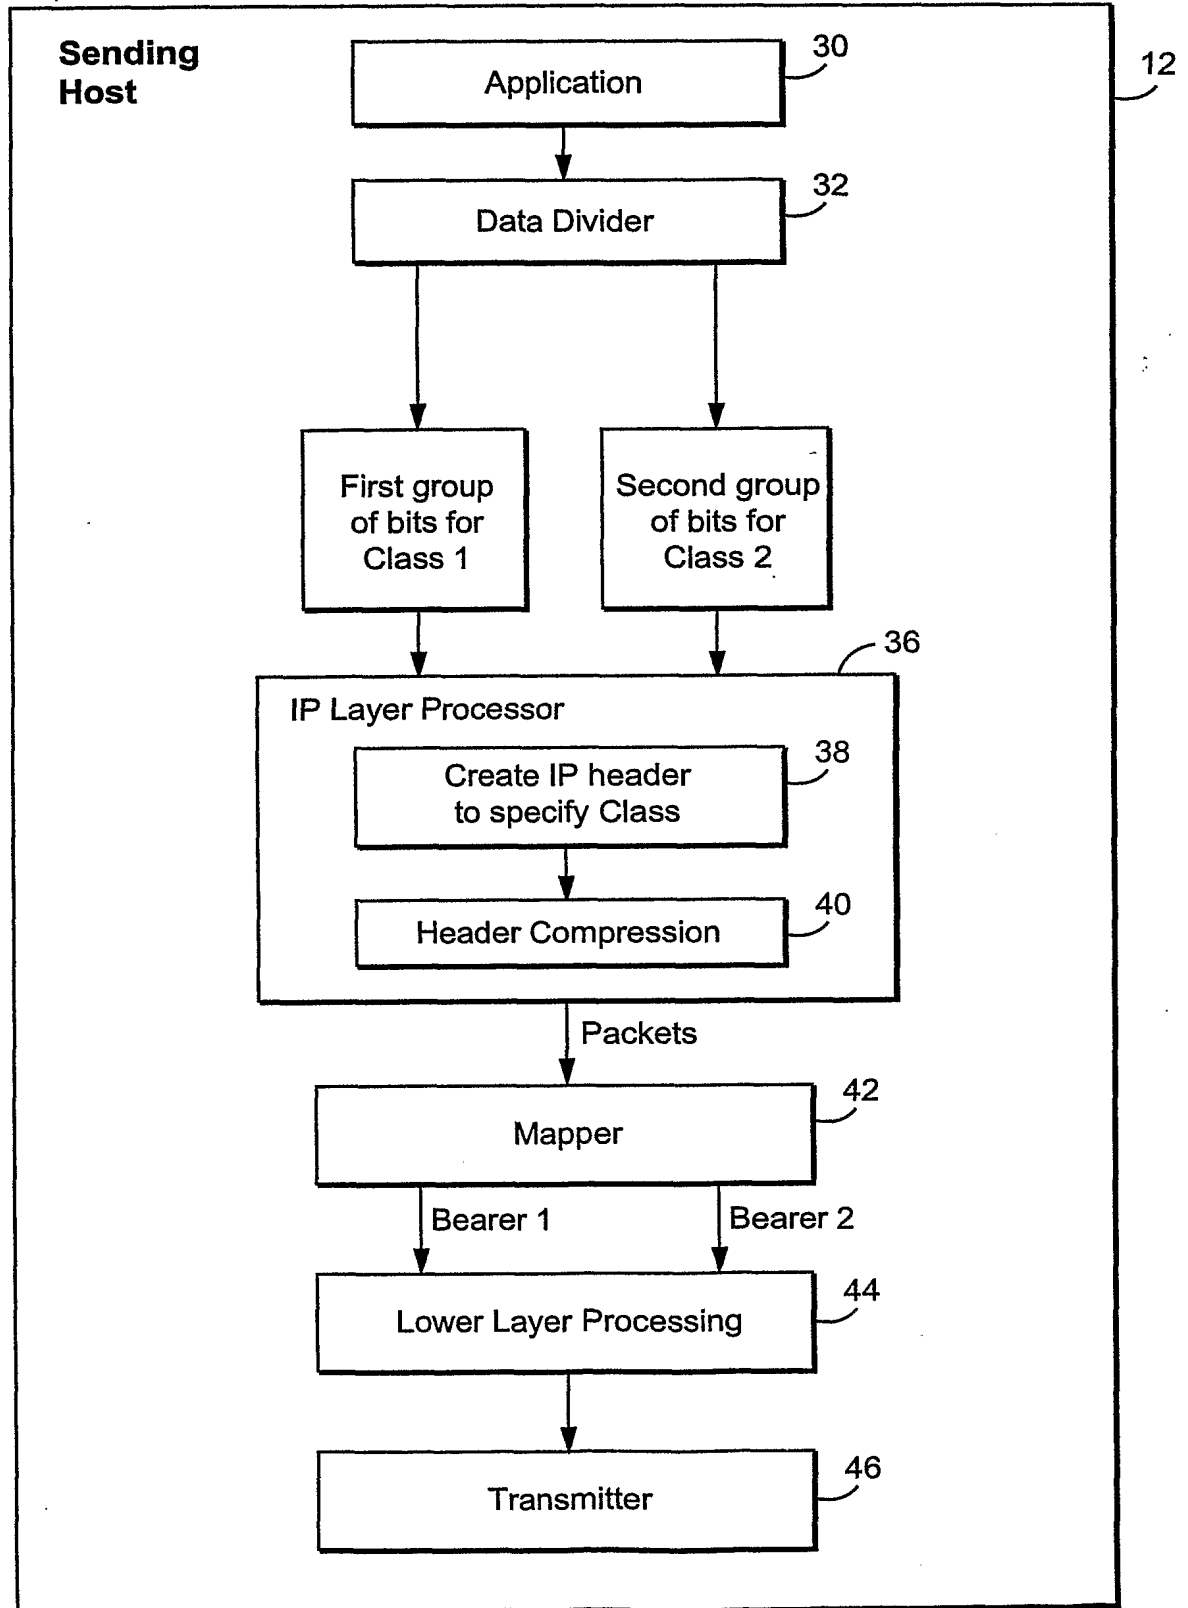 Sending
Host
12
30
Application
32
Data Divider
First group
of bits for
Class 1
Second group
of bits for
Class 2
36
IP Layer Processor
38
Create IP header
to specify Class
40
Header Compression
Packets
42
Mapper
Bearer 1
Bearer 2
44
Lower Layer Processing
46
Transmitter